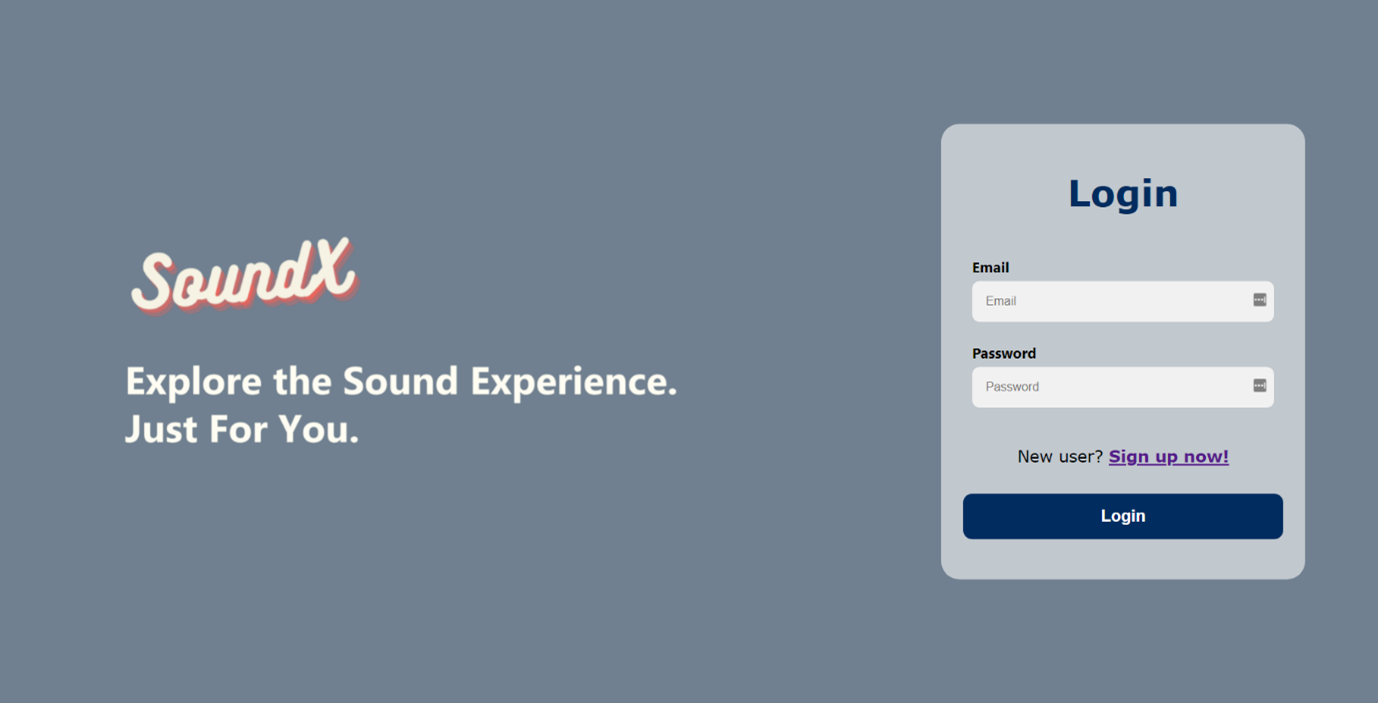 SoundX
Explore the Sound Experience.
Just For You.
Login
Email
Email
Password
Password
New user? Sign up now!
Login